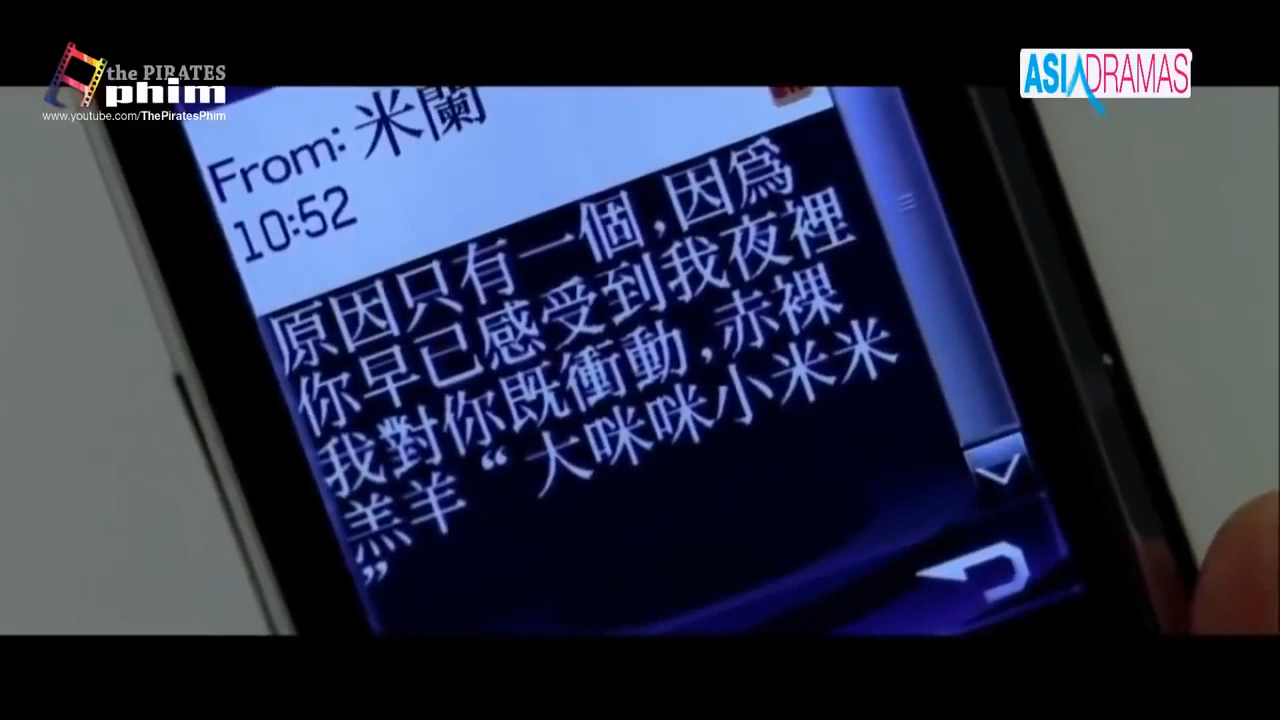 the PIRATES
phim
www.youtube.com/ThePiratesPhim
ASIADRAMAS
From: 米蘭
10:52
原因只有一個,因為
你早已感受到我夜裡
我對你既衝動,赤裸
羔羊“大咪咪小米米
”